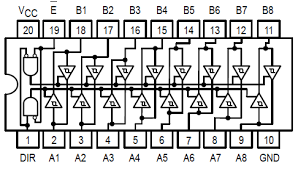 VCC E B1 B2 B3 B4 B5 B6 B7 B8
20 19 18 17 16 15 14 13 12 11
1 2 3 4 5 6 7 8 9 10
DIR A1 A2 A3 A4 A5 A6 A7 A8 GND